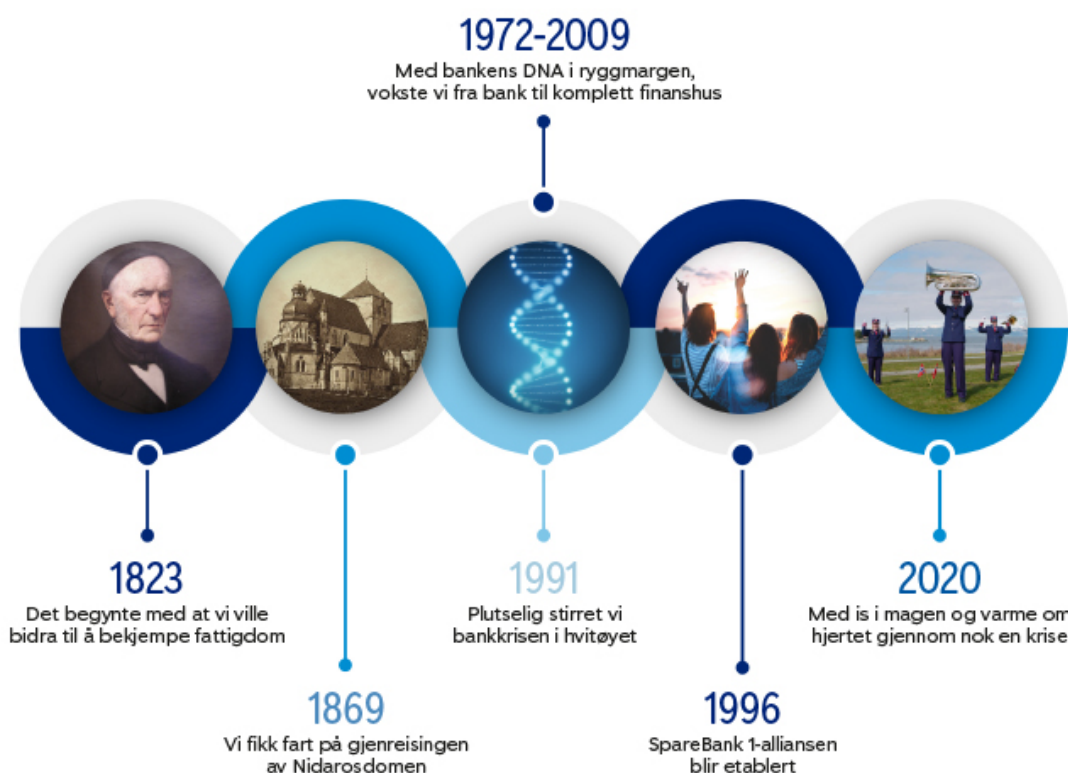 1972-2009
Med bankens DNA i ryggmargen,
vokste vi fra bank til komplett finanshus
1823
Det begynte med at vi ville
bidra til å bekjempe fattigdom
1869
Vi fikk fart på gjenreisingen
av Nidarosdomen
1991
Plutselig stirret vi
bankkrisen i hvitøyet
1996
SpareBank 1-alliansen
blir etablert
2020
Med is i magen og varme om
hjertet gjennom nok en krise